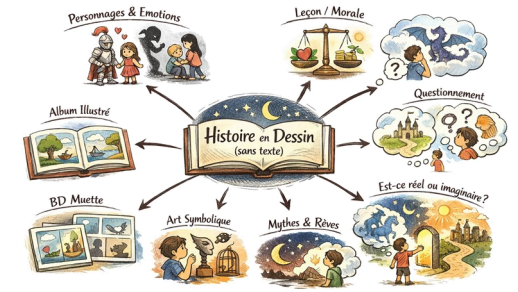 Personnages & Emotions
Leçon / Morale
?
Album Illustré
Questionnement
? ?
Histoire en Dessin
(sans texte)
BD Muette
Art Symbolique
Mythes & Rêves
Est-ce réel ou imaginaire?